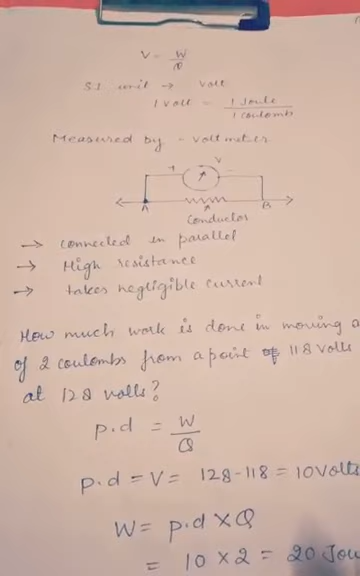 V = W/Q
S.I unit → volt
1 volt = 1 Joule / 1 coulombs
Measured by - voltmeter
+ V -
A B
Conductor
→ connected in parallel
→ High resistance
→ takes negligible current
How much work is done in moving a
of 2 coulombs from a point of 118 volts
at 128 volts?
p.d = W/Q
p.d = V = 128-118 = 10 volts
W = p.d × Q
= 10 × 2 = 20 Jou